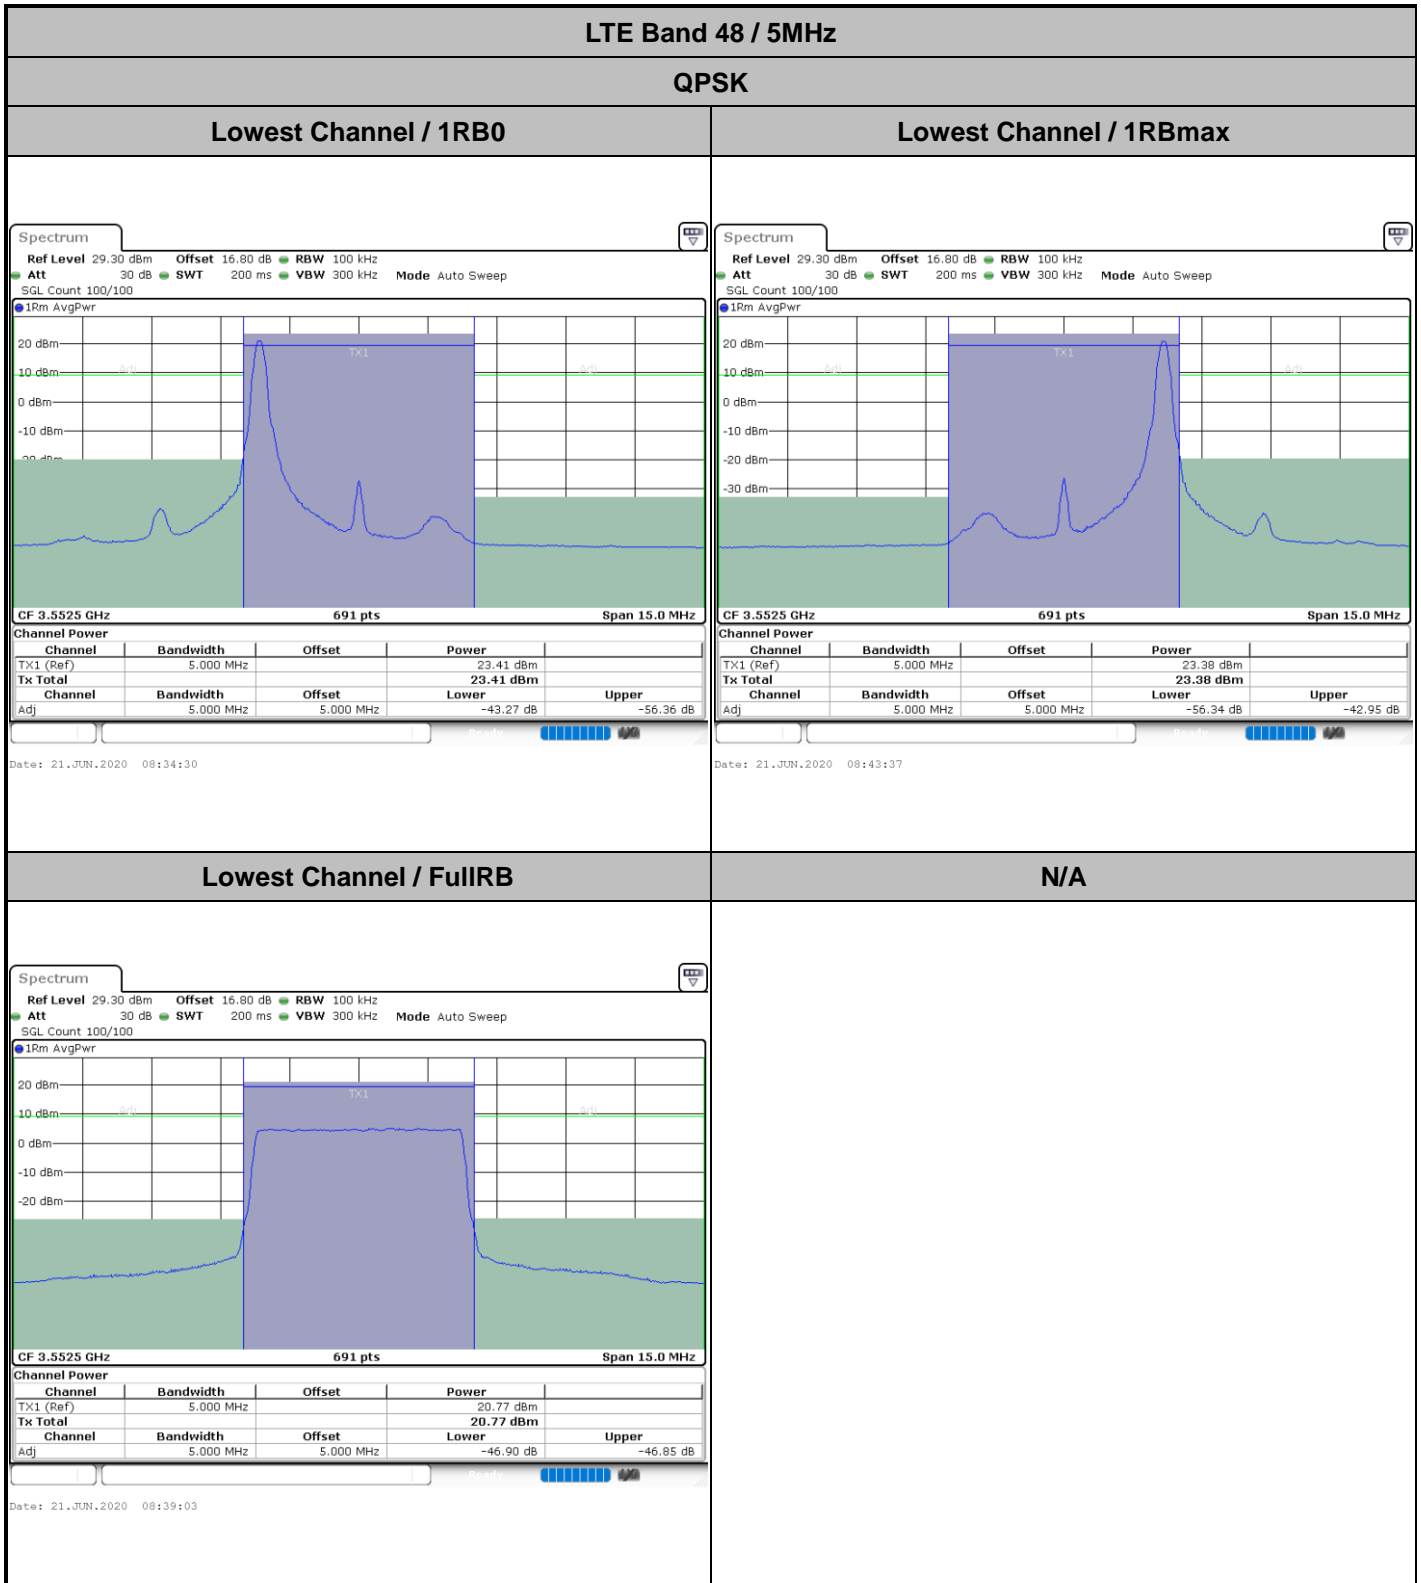 LTE Band 48 / 5MHz
QPSK
Lowest Channel / 1RB0
Lowest Channel / 1RBmax
Spectrum
Ref Level 29.30 dBm Offset 16.80 dB RBW 100 kHz
Att 30 dB SWT 200 ms VBW 300 kHz Mode Auto Sweep
SGL Count 100/100
1Rm AvgPwr
20 dBm
10 dBm
0 dBm
-10 dBm
-20 dBm
Adj
TX1
Adj
CF 3.5525 GHz 691 pts Span 15.0 MHz
Channel Power
Channel Bandwidth Offset Power
TX1 (Ref) 5.000 MHz 23.41 dBm
Tx Total 23.41 dBm
Channel Bandwidth Offset Lower Upper
Adj 5.000 MHz 5.000 MHz -43.27 dB -56.36 dB
Ready
Date: 21.JUN.2020 08:34:30
Spectrum
Ref Level 29.30 dBm Offset 16.80 dB RBW 100 kHz
Att 30 dB SWT 200 ms VBW 300 kHz Mode Auto Sweep
SGL Count 100/100
1Rm AvgPwr
20 dBm
10 dBm
0 dBm
-10 dBm
-20 dBm
-30 dBm
Adj
TX1
Adj
CF 3.5525 GHz 691 pts Span 15.0 MHz
Channel Power
Channel Bandwidth Offset Power
TX1 (Ref) 5.000 MHz 23.38 dBm
Tx Total 23.38 dBm
Channel Bandwidth Offset Lower Upper
Adj 5.000 MHz 5.000 MHz -56.34 dB -42.95 dB
Ready
Date: 21.JUN.2020 08:43:37
Lowest Channel / FullRB
N/A
Spectrum
Ref Level 29.30 dBm Offset 16.80 dB RBW 100 kHz
Att 30 dB SWT 200 ms VBW 300 kHz Mode Auto Sweep
SGL Count 100/100
1Rm AvgPwr
20 dBm
10 dBm
0 dBm
-10 dBm
-20 dBm
Adj
TX1
Adj
CF 3.5525 GHz 691 pts Span 15.0 MHz
Channel Power
Channel Bandwidth Offset Power
TX1 (Ref) 5.000 MHz 20.77 dBm
Tx Total 20.77 dBm
Channel Bandwidth Offset Lower Upper
Adj 5.000 MHz 5.000 MHz -46.90 dB -46.85 dB
Ready
Date: 21.JUN.2020 08:39:03